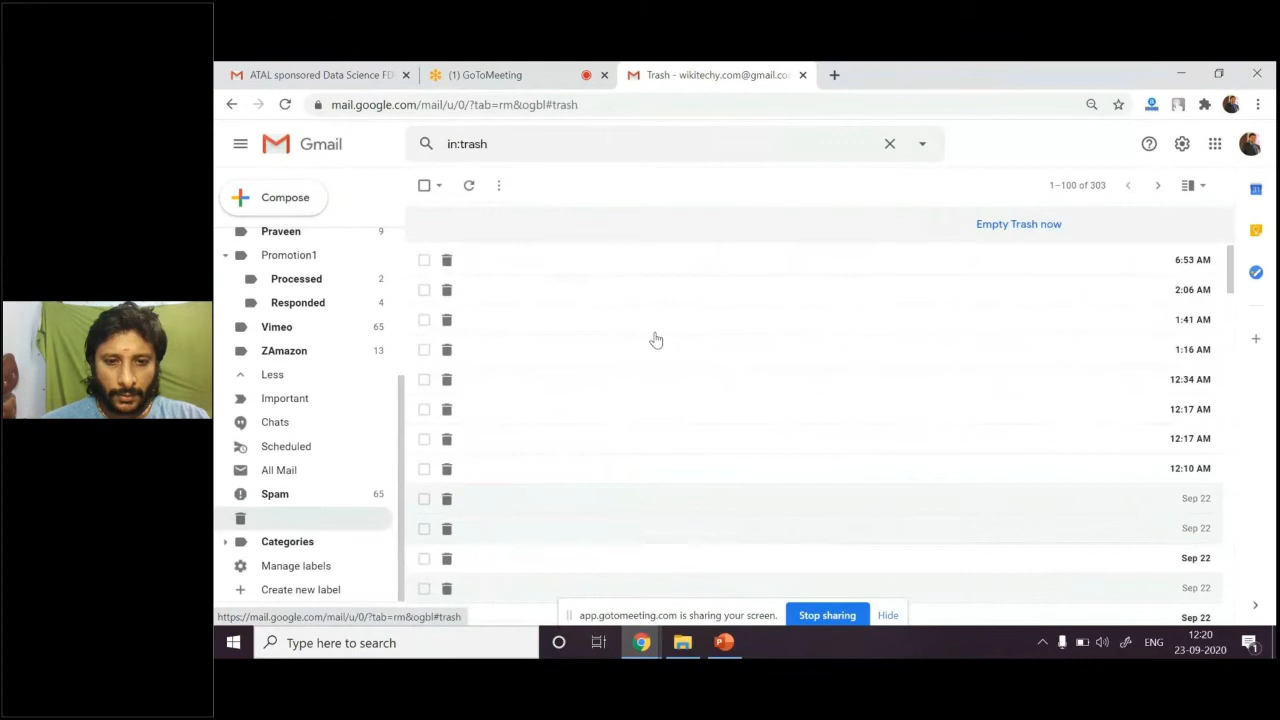 ATAL sponsored Data Science FD
(1) GoToMeeting
Trash - wikitechy.com@gmail.co
mail.google.com/mail/u/0/?tab=rm&ogbl#trash
Gmail
in:trash
Compose
1–100 of 303
31
Empty Trash now
Praveen 9
Promotion1
Processed 2
Responded 4
Vimeo 65
ZAmazon 13
Less
Important
Chats
Scheduled
All Mail
Spam 65
Categories
Manage labels
Create new label
6:53 AM
2:06 AM
1:41 AM
1:16 AM
12:34 AM
12:17 AM
12:17 AM
12:10 AM
Sep 22
Sep 22
Sep 22
Sep 22
Sep 22
https://mail.google.com/mail/u/0/?tab=rm&ogbl#trash
app.gotomeeting.com is sharing your screen.
Stop sharing
Hide
Type here to search
ENG
12:20
23-09-2020
1